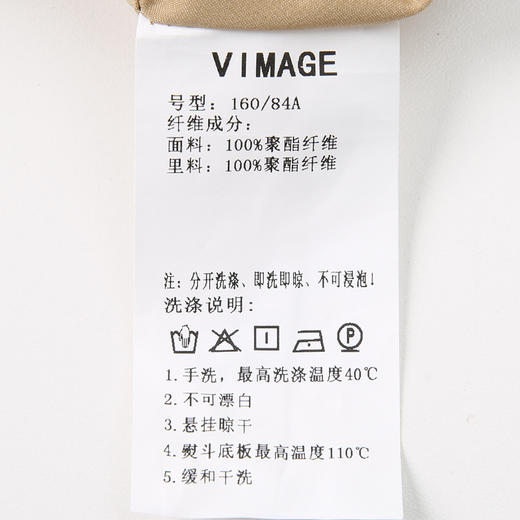 VIMAGE
号型: 160/84A
纤维成分:
面料: 100%聚酯纤维
里料: 100%聚酯纤维
注: 分开洗涤、即洗即晾、不可浸泡!
洗涤说明:
P
1.手洗, 最高洗涤温度40℃
2.不可漂白
3.悬挂晾干
4.熨斗底板最高温度110℃
5.缓和干洗